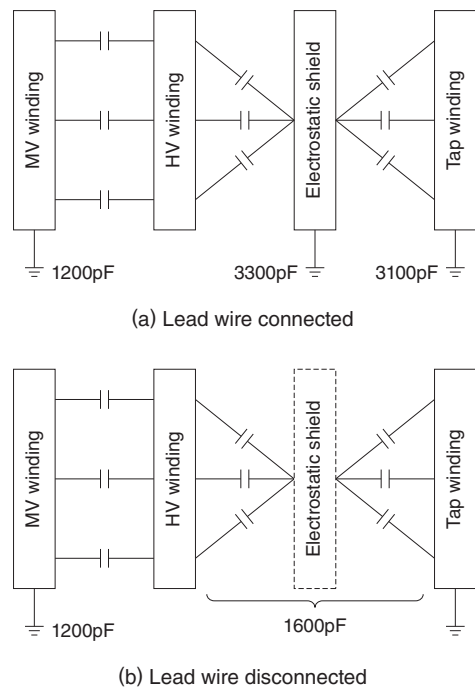 MV winding
HV winding
Electrostatic shield
Tap winding
1200pF
3300pF
3100pF
(a) Lead wire connected
MV winding
HV winding
Electrostatic shield
Tap winding
1200pF
1600pF
(b) Lead wire disconnected